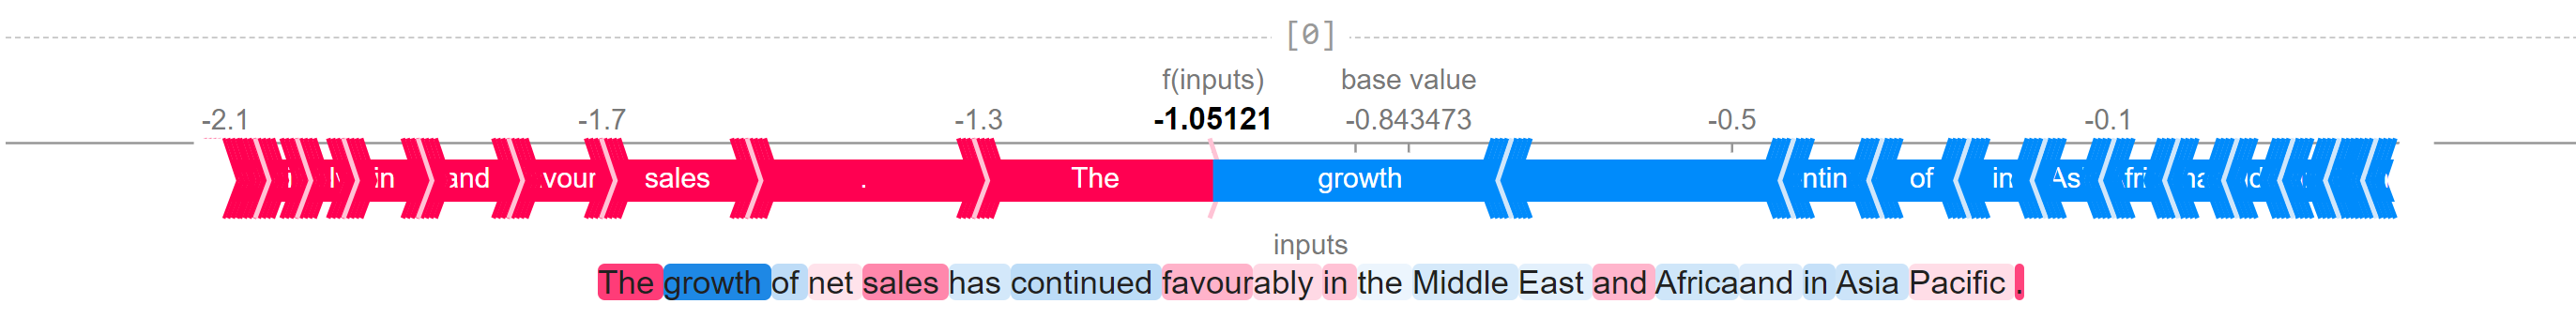 [0]
f(inputs) base value
-2.1 -1.7 -1.3 -1.05121 -0.843473 -0.5 -0.1
in and vour sales . The growth ntin of in As fri
inputs
The growth of net sales has continued favourably in the Middle East and Africaand in Asia Pacific .